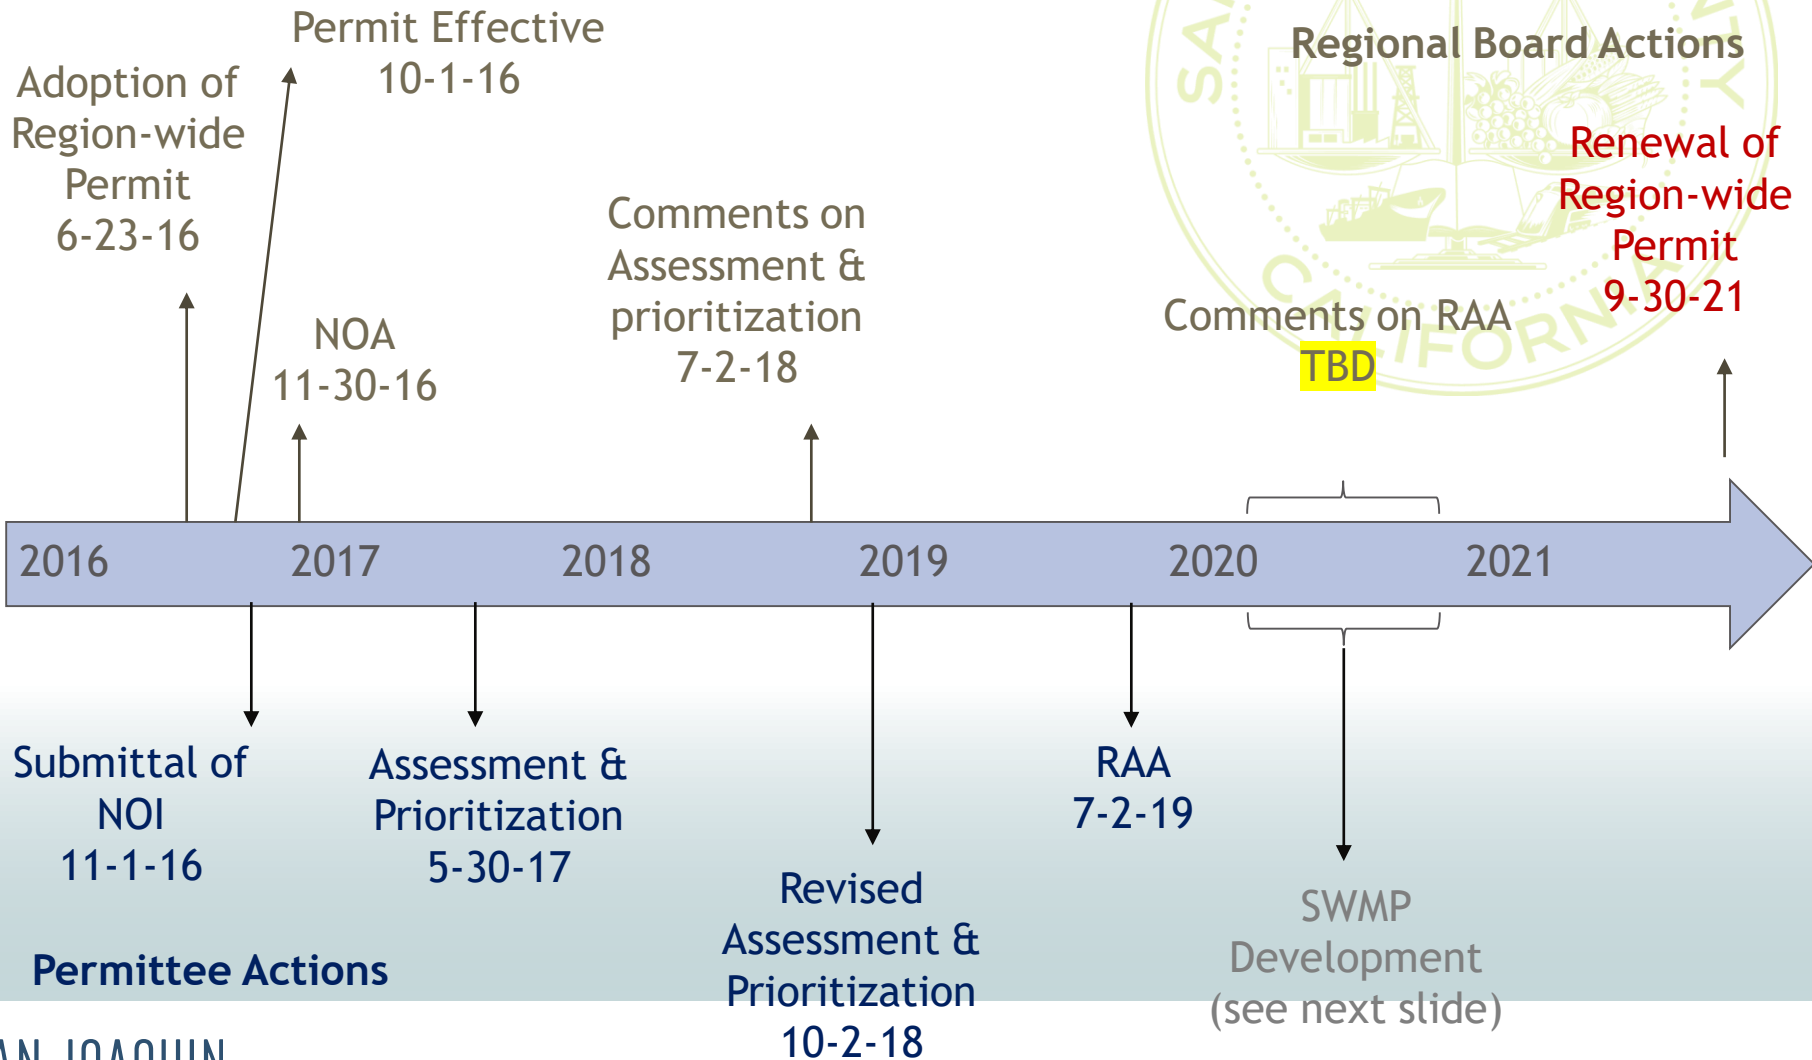 Permit Effective
10-1-16
Regional Board Actions
Adoption of
Region-wide
Permit
6-23-16
Renewal of
Region-wide
Permit
9-30-21
Comments on
Assessment &
prioritization
7-2-18
NOA
11-30-16
Comments on RAA
TBD
CALIFORNIA
2016
2017
2018
2019
2020
2021
Submittal of
NOI
11-1-16
Assessment &
Prioritization
5-30-17
Revised
Assessment &
Prioritization
10-2-18
RAA
7-2-19
SWMP
Development
(see next slide)
Permittee Actions